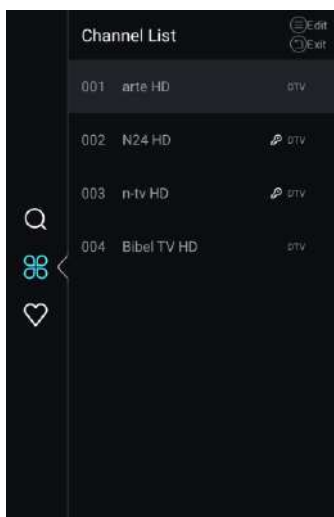 Channel List
Edit
Exit
001 arte HD DTV
002 N24 HD DTV
003 n-tv HD DTV
004 Bibel TV HD DTV